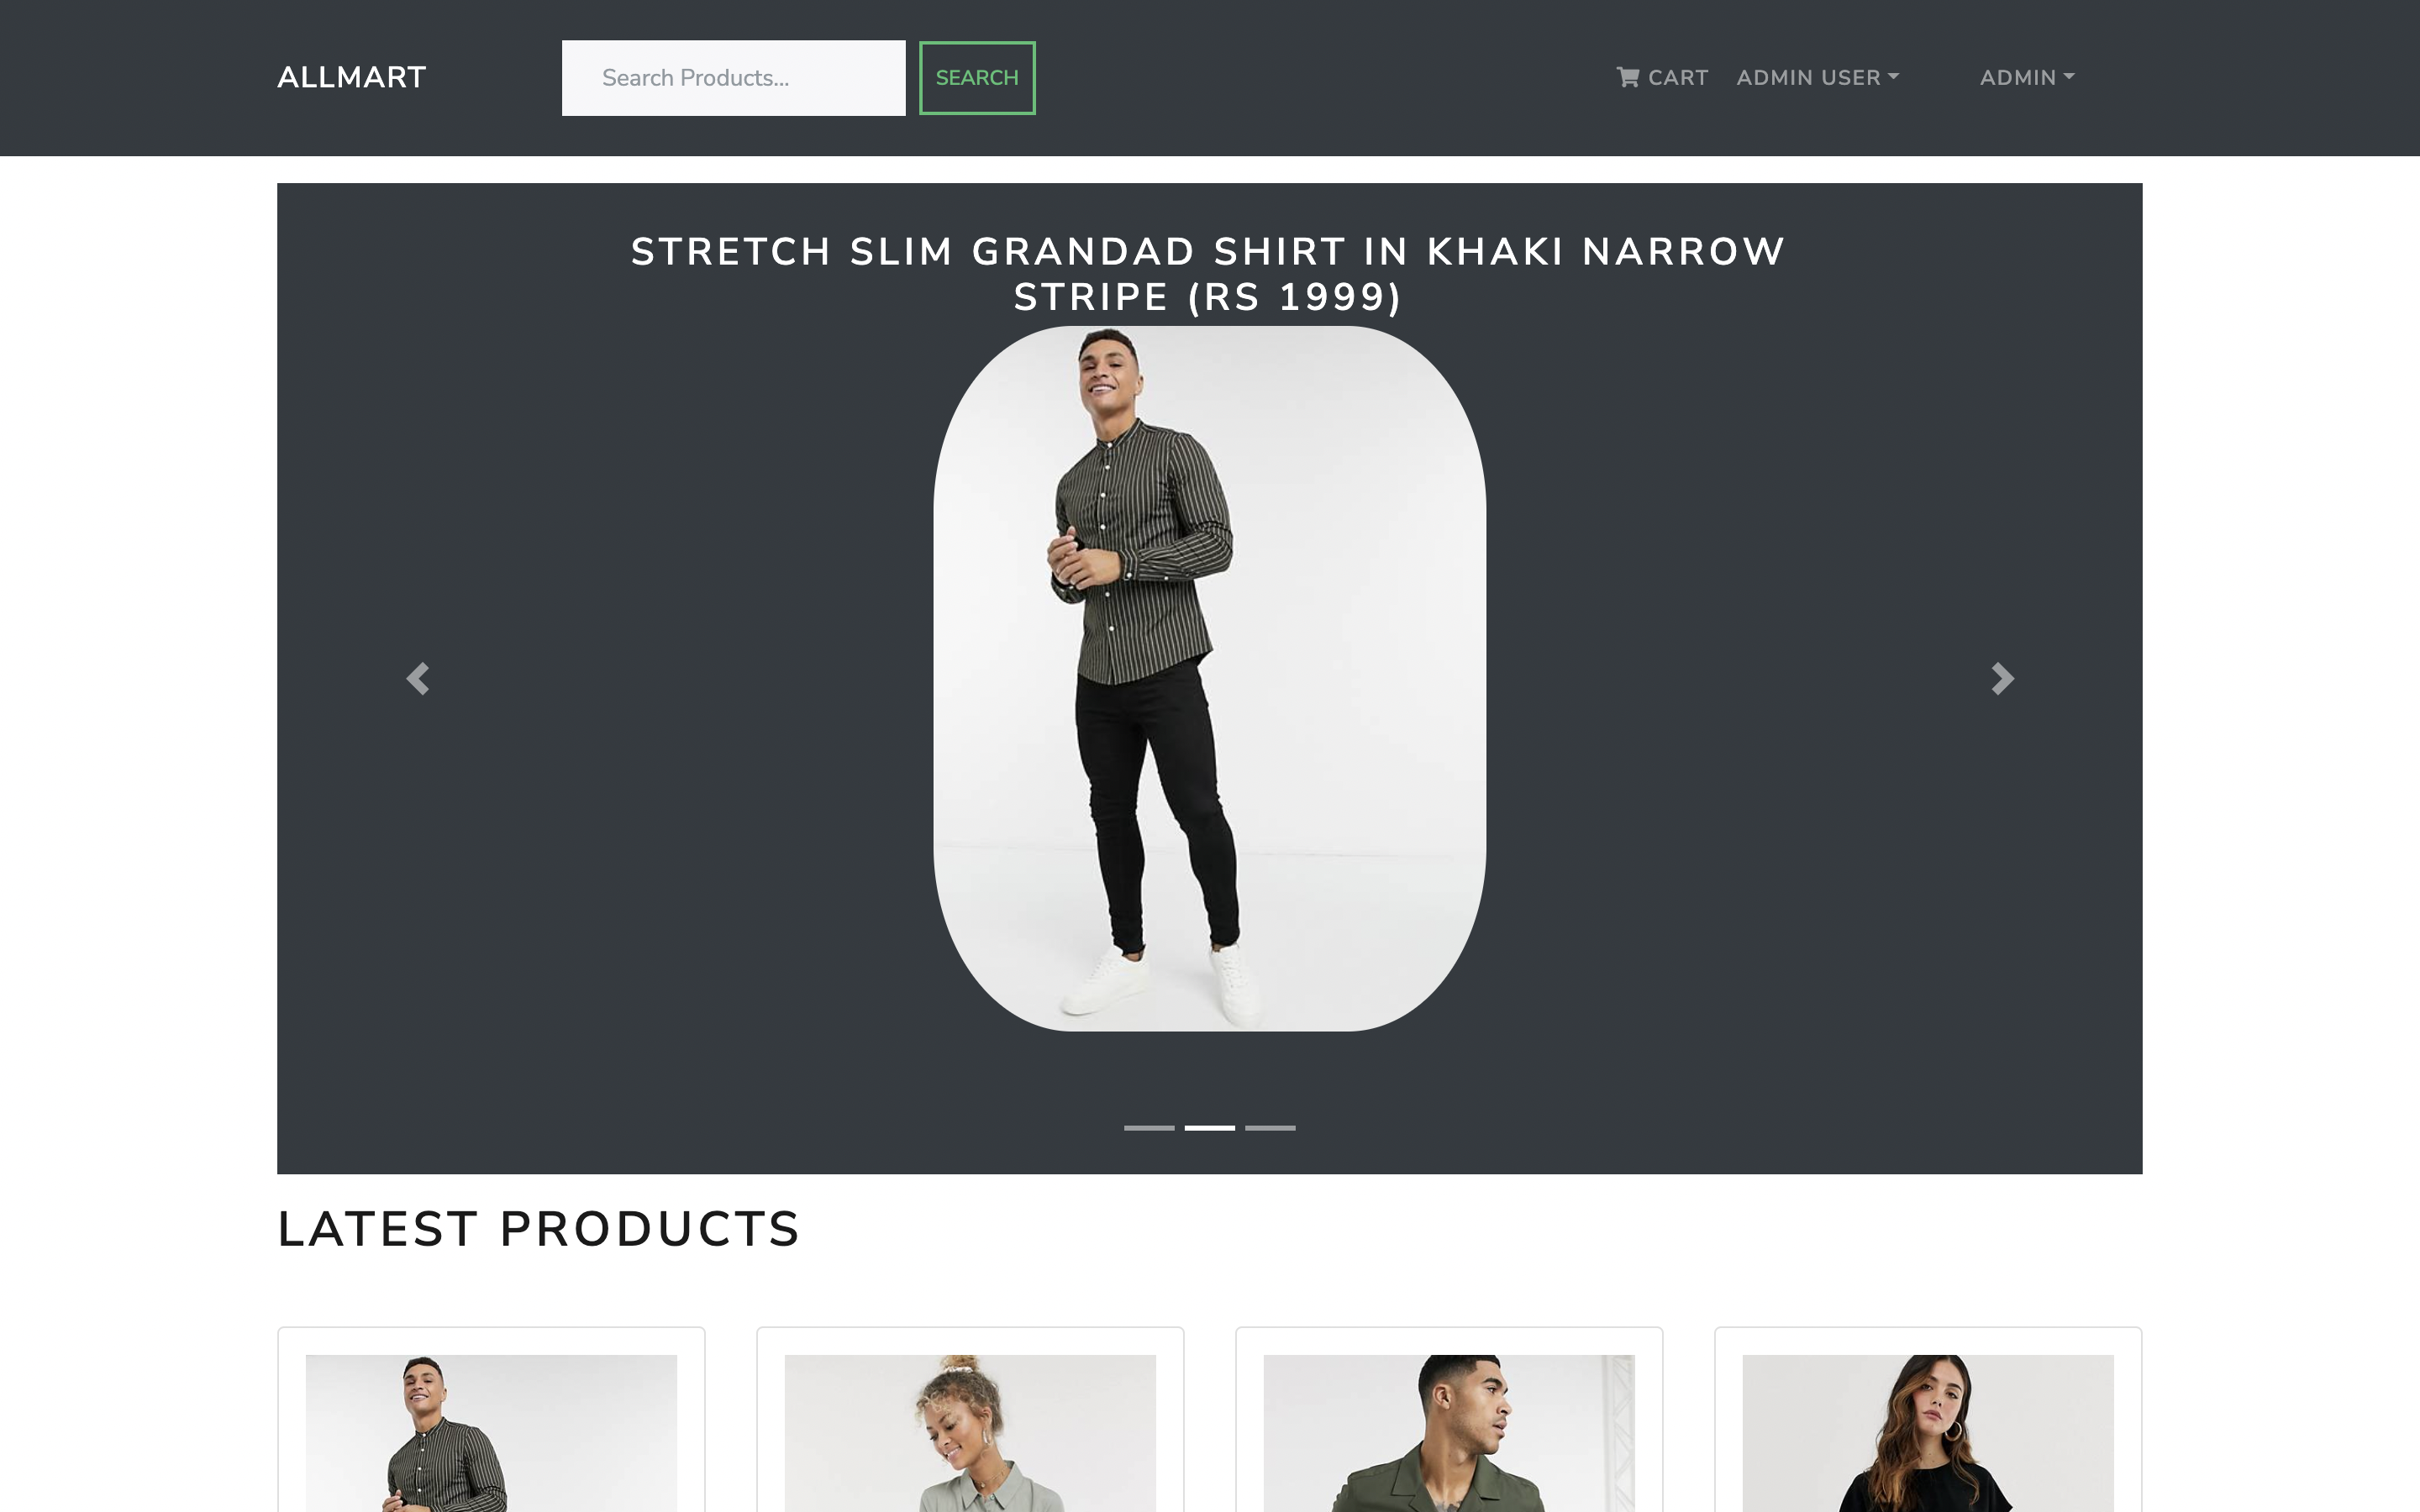 ALLMART
Search Products...
SEARCH
CART
ADMIN USER
ADMIN
STRETCH SLIM GRANDAD SHIRT IN KHAKI NARROW
STRIPE (RS 1999)
LATEST PRODUCTS